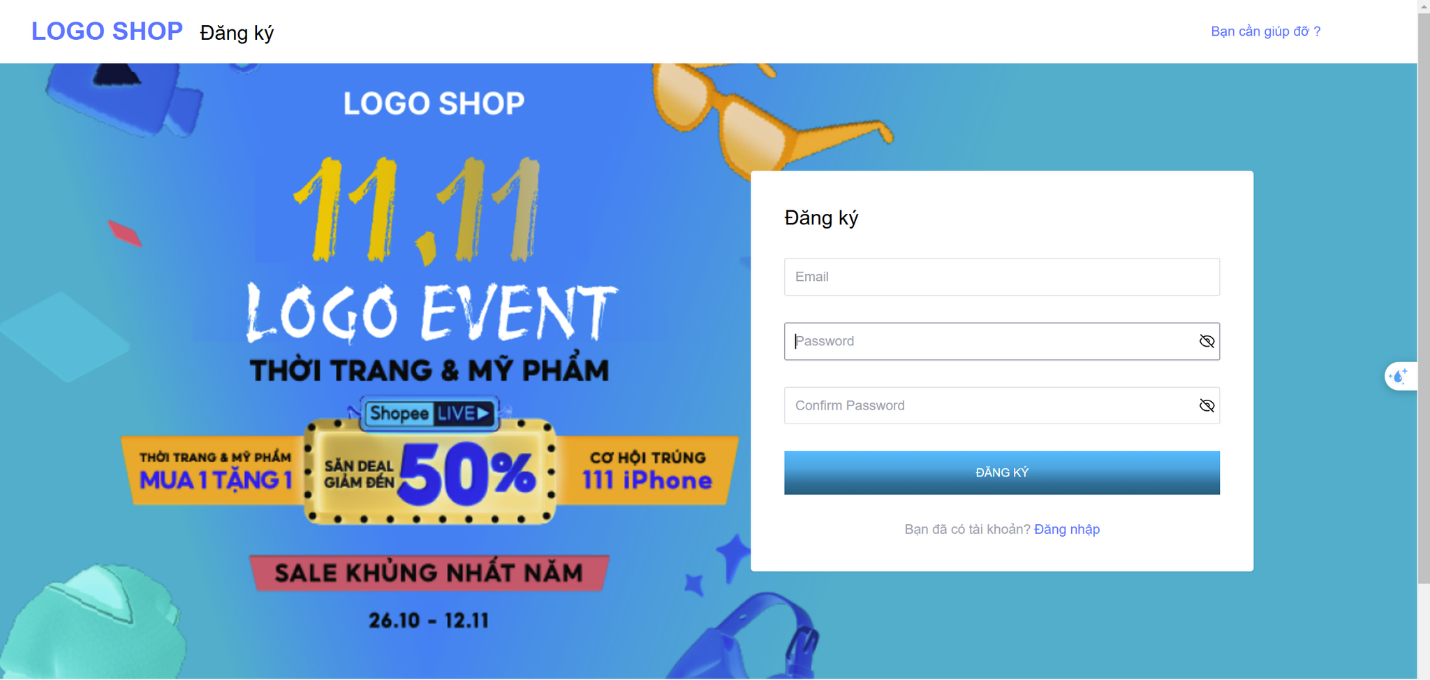 LOGO SHOP Đăng ký
Bạn cần giúp đỡ ?
LOGO SHOP
11.11
LOGO EVENT
THỜI TRANG & MỸ PHẨM
Shopee LIVE
THỜI TRANG & MỸ PHẨM
MUA 1 TẶNG 1
SĂN DEAL
GIẢM ĐẾN
50%
CƠ HỘI TRÚNG
111 iPhone
SALE KHỦNG NHẤT NĂM
26.10 - 12.11
Đăng ký
Email
Password
Confirm Password
ĐĂNG KÝ
Bạn đã có tài khoản? Đăng nhập